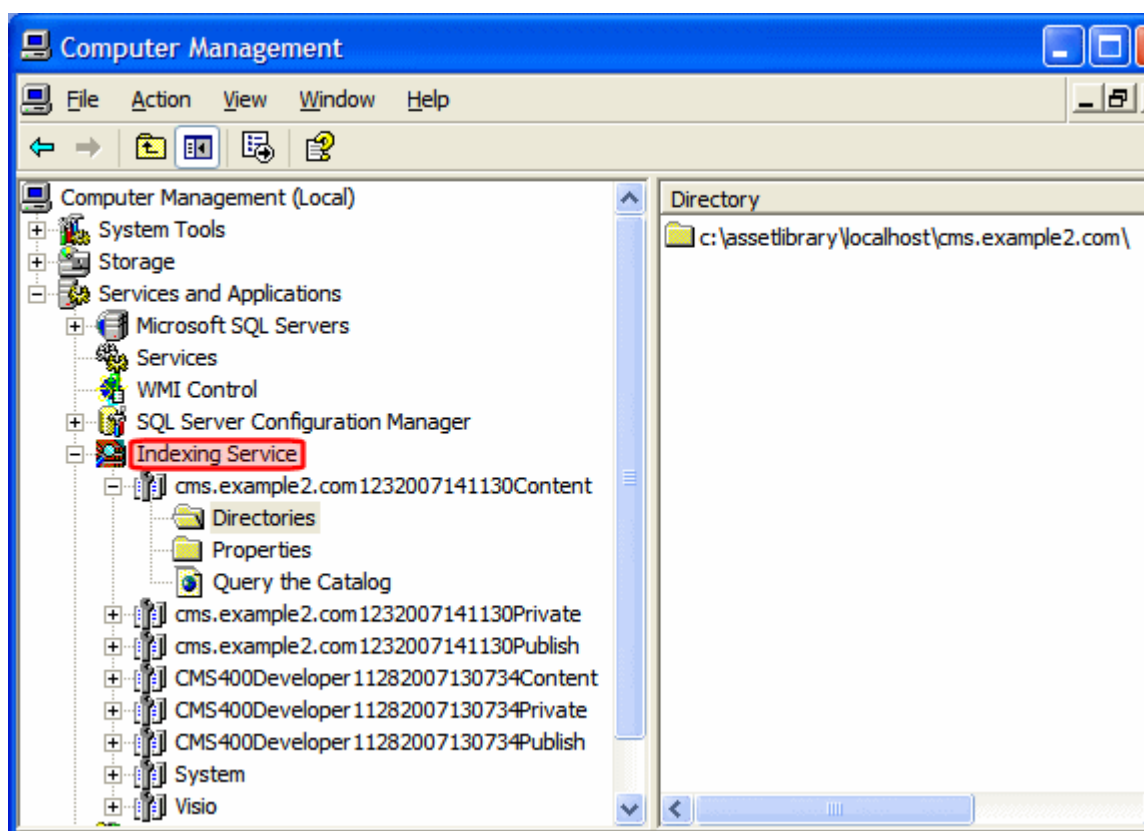 Computer Management
File Action View Window Help
Computer Management (Local)
Directory
System Tools
c:\assetlibrary\localhost\cms.example2.com\
Storage
Services and Applications
Microsoft SQL Servers
Services
WMI Control
SQL Server Configuration Manager
Indexing Service
cms.example2.com1232007141130Content
Directories
Properties
Query the Catalog
cms.example2.com1232007141130Private
cms.example2.com1232007141130Publish
CMS400Developer11282007130734Content
CMS400Developer11282007130734Private
CMS400Developer11282007130734Publish
System
Visio